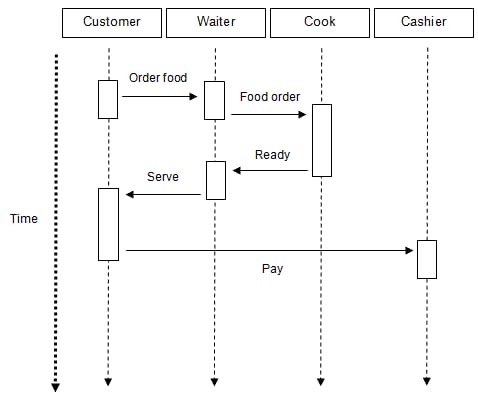 Customer
Waiter
Cook
Cashier
Order food
Food order
Ready
Serve
Time
Pay